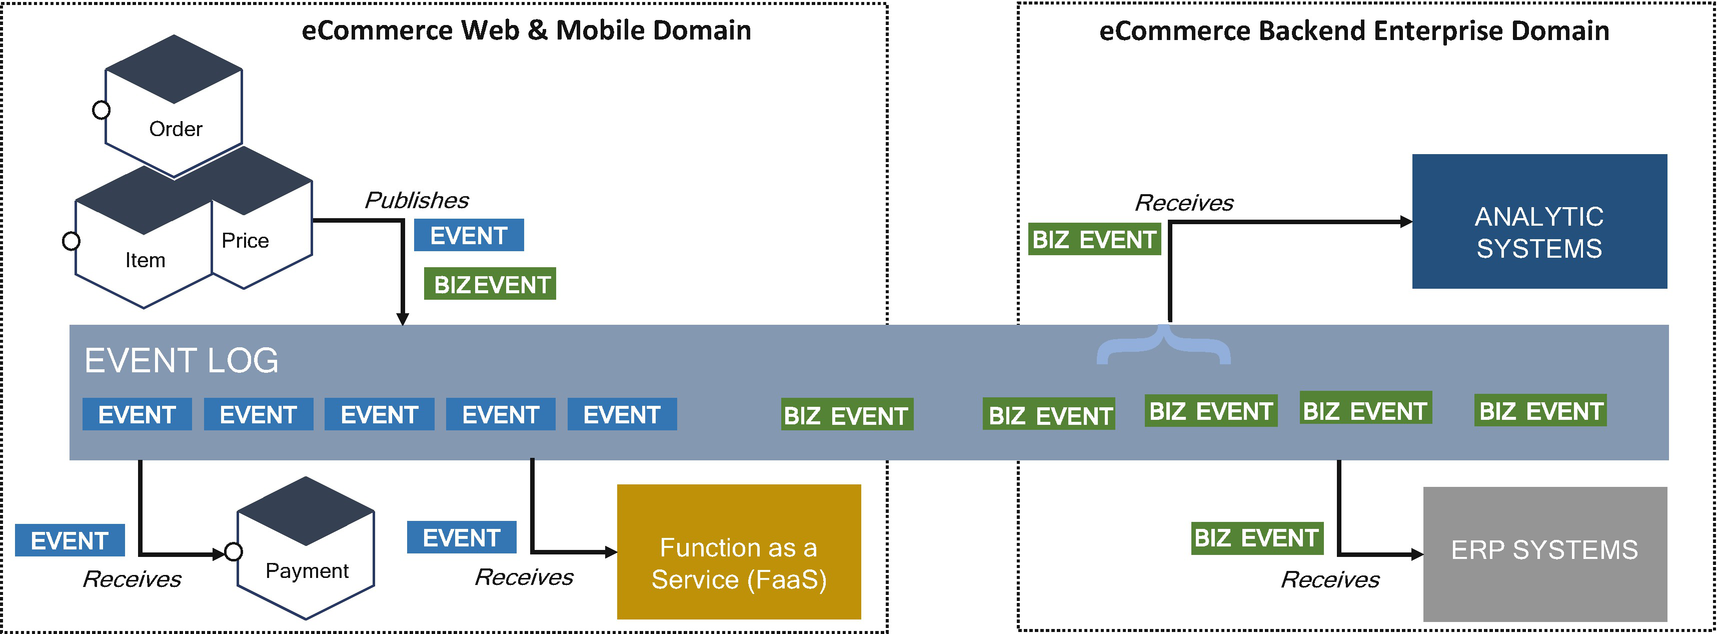 eCommerce Web & Mobile Domain
eCommerce Backend Enterprise Domain
Order
Item
Price
Publishes
EVENT
BIZ EVENT
Receives
BIZ EVENT
ANALYTIC
SYSTEMS
EVENT LOG
EVENT
EVENT
EVENT
EVENT
EVENT
BIZ EVENT
BIZ EVENT
BIZ EVENT
BIZ EVENT
BIZ EVENT
EVENT
Receives
Payment
EVENT
Receives
Function as a
Service (FaaS)
BIZ EVENT
Receives
ERP SYSTEMS